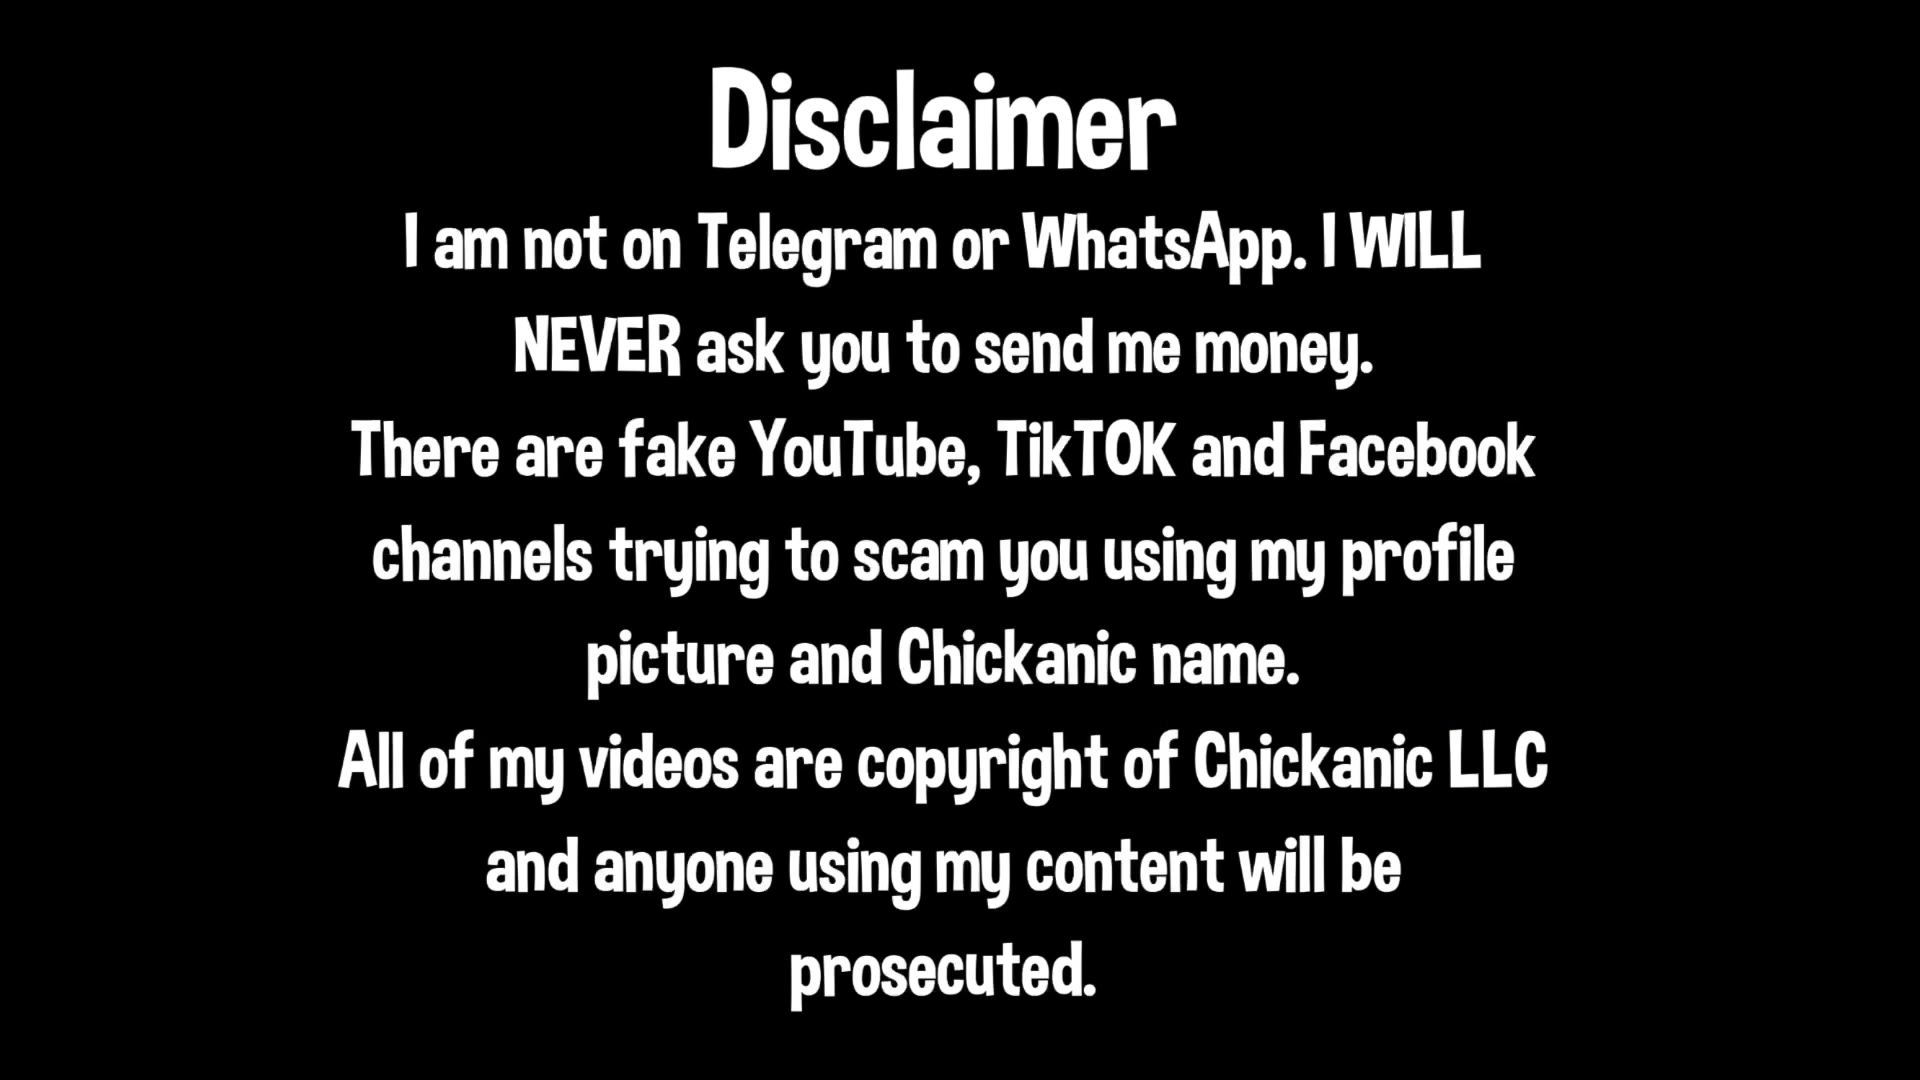 Disclaimer
I am not on Telegram or WhatsApp. I WILL
NEVER ask you to send me money.
There are fake YouTube, TikTOK and Facebook
channels trying to scam you using my profile
picture and Chickanic name.
All of my videos are copyright of Chickanic LLC
and anyone using my content will be
prosecuted.